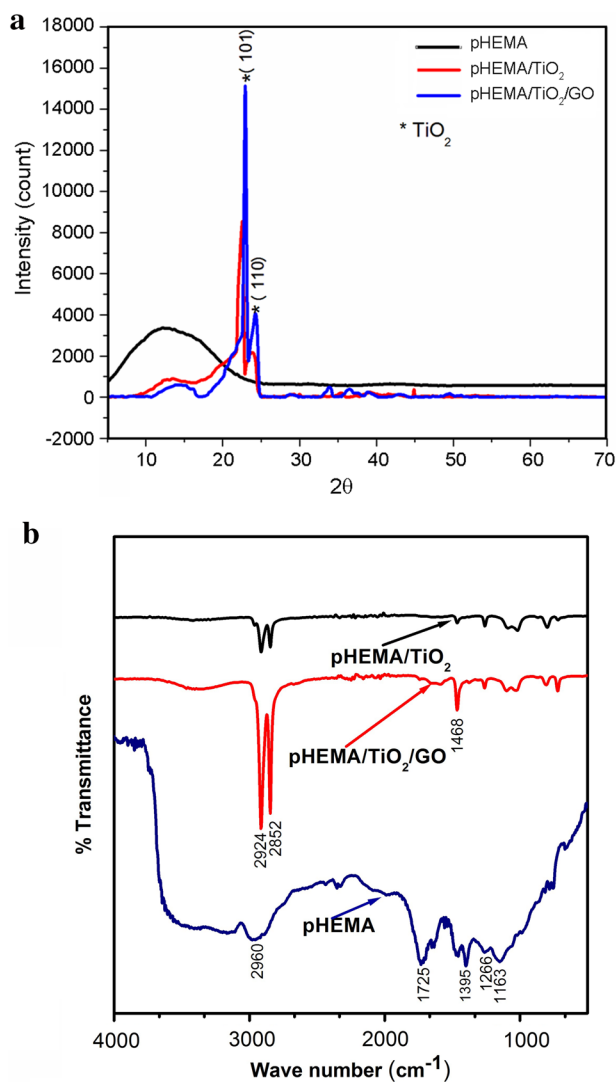 a
18000
16000
14000
12000
10000
8000
6000
4000
2000
0
-2000
Intensity (count)
10 20 30 40 50 60 70
2θ
pHEMA
pHEMA/TiO₂
pHEMA/TiO₂/GO
* TiO₂
*( 101)
*( 110)
b
% Transmittance
pHEMA/TiO₂
pHEMA/TiO₂/GO
pHEMA
1468
2924
2852
2960
1725
1395
1266
1163
4000 3000 2000 1000
Wave number (cm⁻¹)